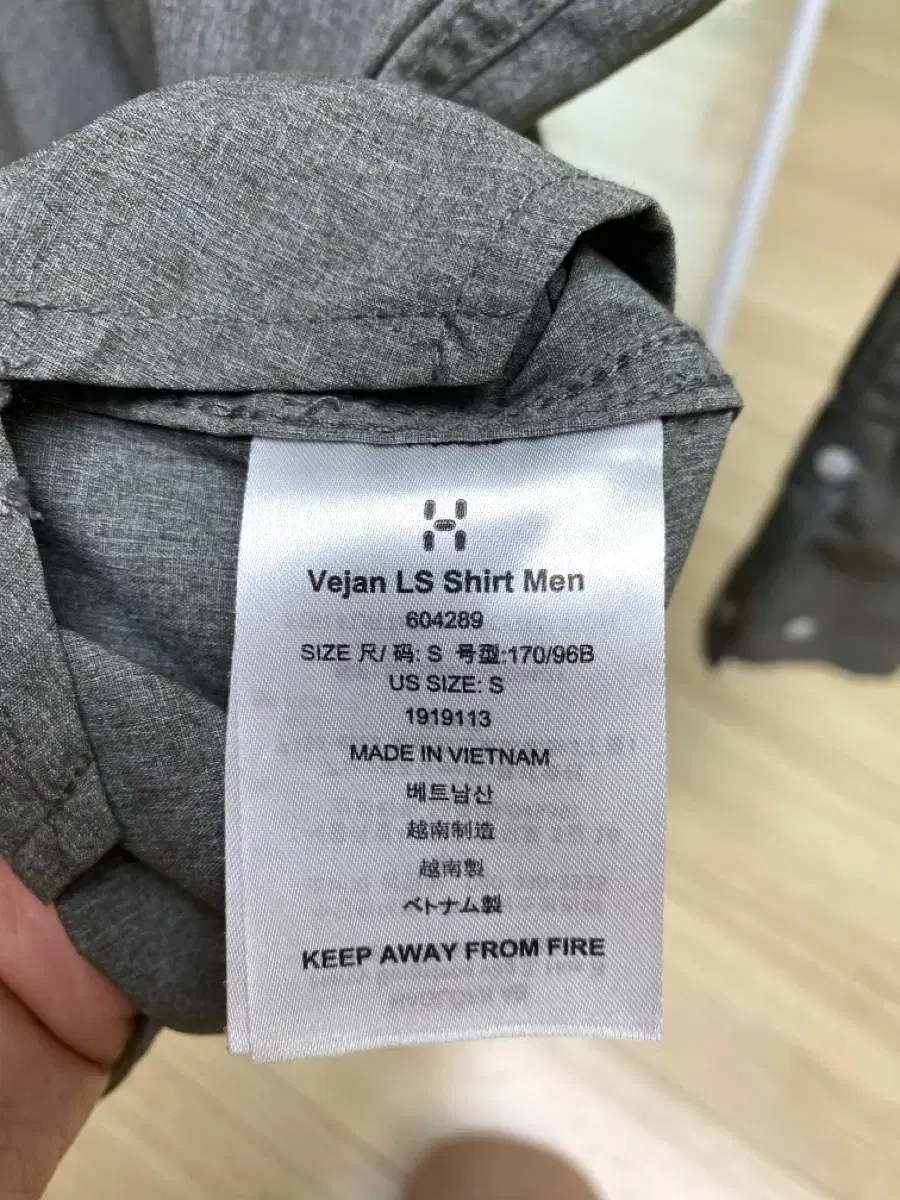 Vejan LS Shirt Men
604289
SIZE 尺/ 码: S 号型:170/96B
US SIZE: S
1919113
MADE IN VIETNAM
베트남산
越南制造
越南製
ベトナム製
KEEP AWAY FROM FIRE